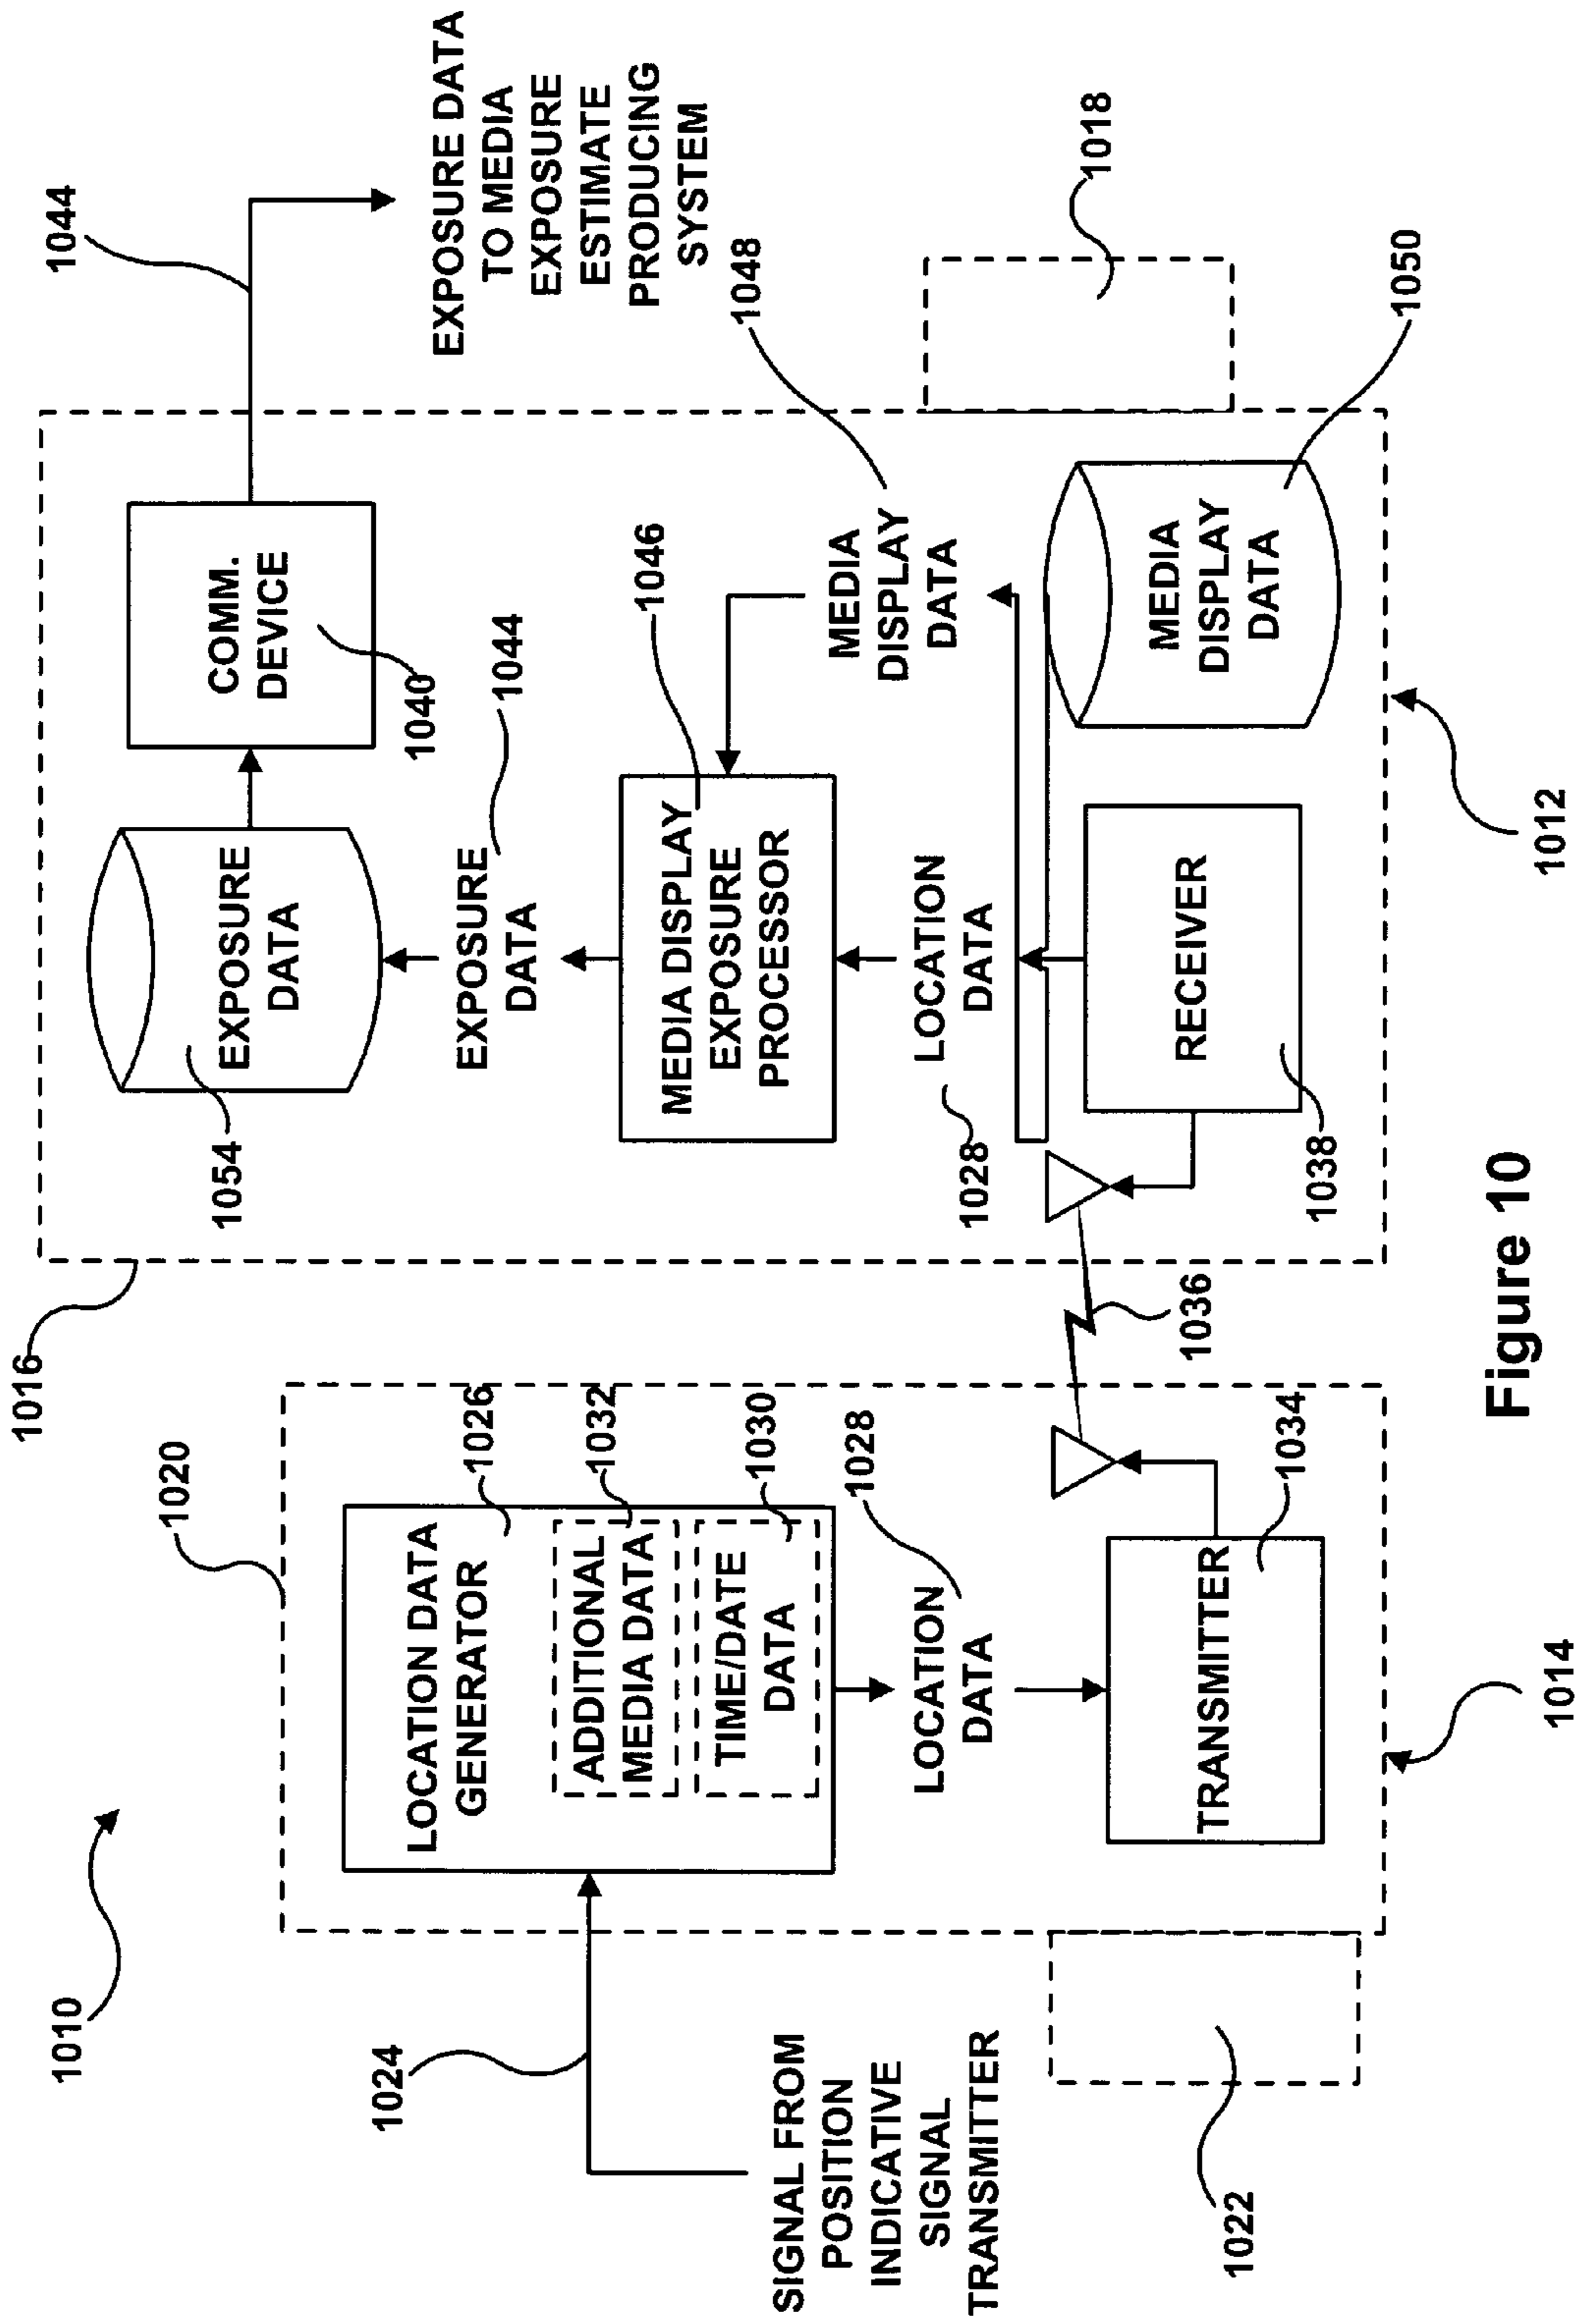 1010
1020
1016
1044
1024
LOCATION DATA
GENERATOR
1026
ADDITIONAL
MEDIA DATA
1032
TIME/DATE
DATA
1030
LOCATION
DATA
1028
TRANSMITTER
1034
1014
SIGNAL FROM
POSITION
INDICATIVE
SIGNAL
TRANSMITTER
1022
1036
EXPOSURE
DATA
1054
COMM.
DEVICE
1040
EXPOSURE
DATA
1044
MEDIA DISPLAY
EXPOSURE
PROCESSOR
1046
LOCATION
DATA
1028
MEDIA
DISPLAY
DATA
1048
RECEIVER
1038
MEDIA
DISPLAY
DATA
1050
1012
1018
EXPOSURE DATA
TO MEDIA
EXPOSURE
ESTIMATE
PRODUCING
SYSTEM
Figure 10